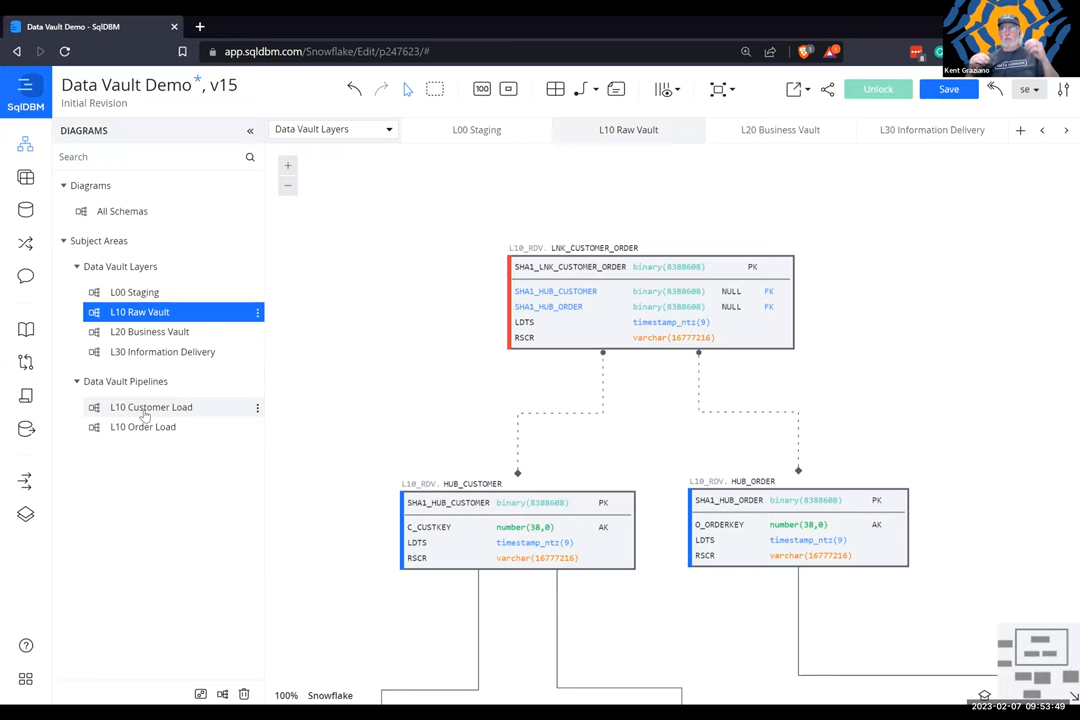 Data Vault Demo - SqlDBM
app.sqldbm.com/Snowflake/Edit/p247623/#
Kent Graziano
SqlDBM
Data Vault Demo*, v15
Initial Revision
100
Unlock
Save
se
DIAGRAMS
Data Vault Layers
L00 Staging
L10 Raw Vault
L20 Business Vault
L30 Information Delivery
Search
Diagrams
All Schemas
Subject Areas
Data Vault Layers
L00 Staging
L10 Raw Vault
L20 Business Vault
L30 Information Delivery
Data Vault Pipelines
L10 Customer Load
L10 Order Load
L10_RDV. LNK_CUSTOMER_ORDER
SHA1_LNK_CUSTOMER_ORDER binary(8388608) PK
SHA1_HUB_CUSTOMER binary(8388608) NULL FK
SHA1_HUB_ORDER binary(8388608) NULL FK
LDTS timestamp_ntz(9)
RSCR varchar(16777216)
L10_RDV. HUB_CUSTOMER
SHA1_HUB_CUSTOMER binary(8388608) PK
C_CUSTKEY number(38,0) AK
LDTS timestamp_ntz(9)
RSCR varchar(16777216)
L10_RDV. HUB_ORDER
SHA1_HUB_ORDER binary(8388608) PK
O_ORDERKEY number(38,0) AK
LDTS timestamp_ntz(9)
RSCR varchar(16777216)
100% Snowflake
2023-02-07 09:53:49